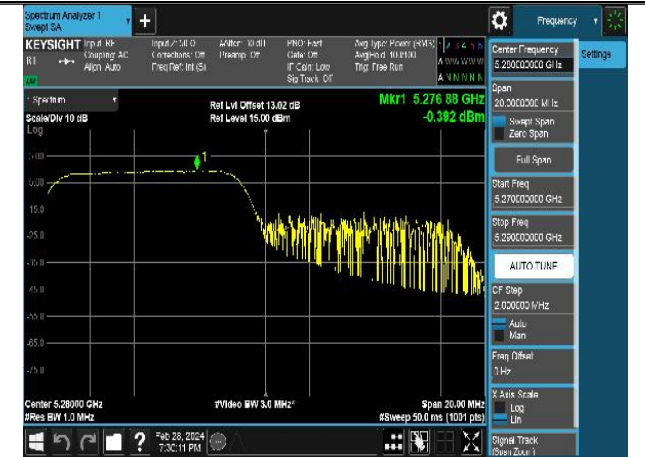 Spectrum Analyzer 1
Swept SA
Frequency
KEYSIGHT Input: RF
Coupling: AC
Align: Auto
Corrections: Off
Preamp: Off
PNO: Fast
Gate: Off
IF Gain: Low
Sig Track: Off
Avg Type: Power (RMS)
Trig: Free Run
1 Spectrum
Scale/Div 10 dB
Log
Ref Lvl Offset 13.02 dB
Ref Level 15.00 dBm
Mkr1 5.276 88 GHz
-0.392 dBm
1
Center 5.28000 GHz
#Res BW 1.0 MHz
#Video BW 3.0 MHz*
Span 20.00 MHz
#Sweep 50.0 ms (1001 pts)
Feb 28, 2024
7:30:11 PM
Center Frequency
5.280000000 GHz
Settings
Span
20.0000000 MHz
Swept Span
Zero Span
Full Span
Start Freq
5.270000000 GHz
Stop Freq
5.290000000 GHz
AUTO TUNE
CF Step
2.000000 MHz
Auto
Man
Freq Offset
0 Hz
X Axis Scale
Log
Lin
Signal Track
(Span Zoom)